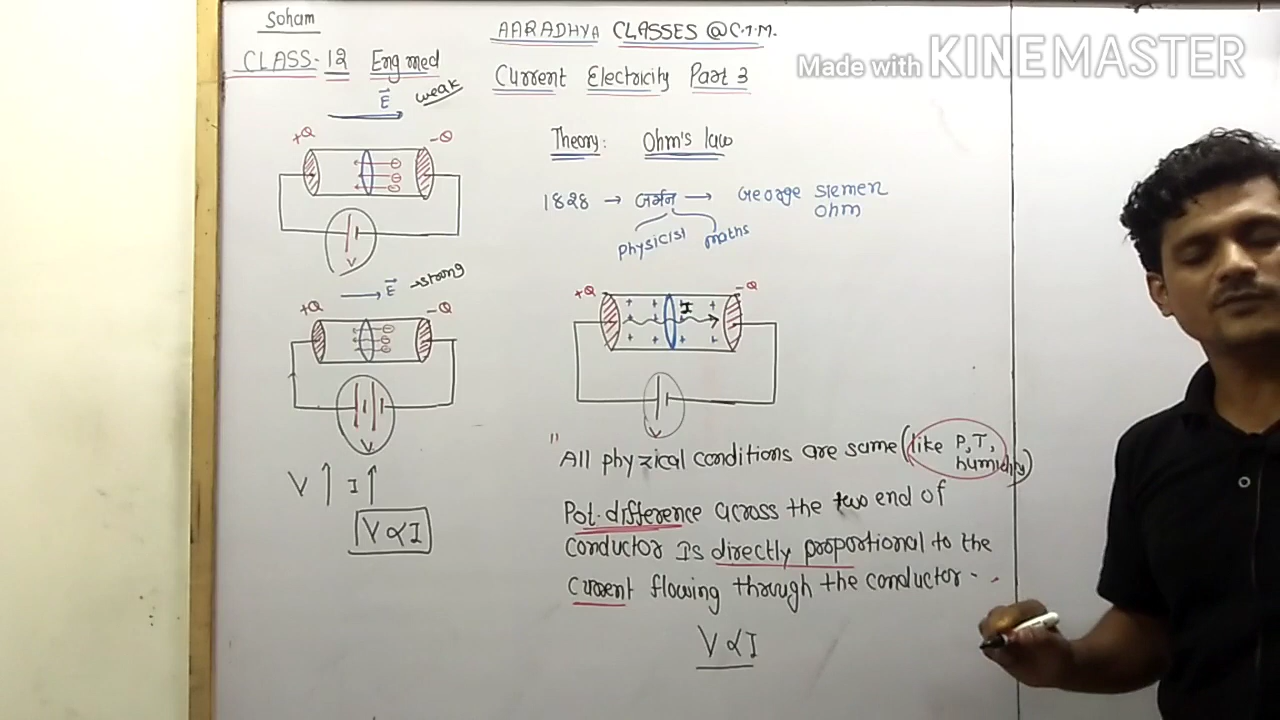 Soham
AARADHYA CLASSES @C.T.M.
Made with KINEMASTER
CLASS-12 Eng med
Current Electricity Part 3
E weak
+Q -Q
V
E → strong
+Q -Q
V
V ↑ I ↑
V ∝ I
Theory: Ohm's law
1828 → जर्मन → George Siemen
ohm
physicist maths
+Q -Q
I
V
"All physical conditions are same (like P, T,
humidity)
Pot. difference across the two end of
conductor is directly proportional to the
current flowing through the conductor.
V ∝ I